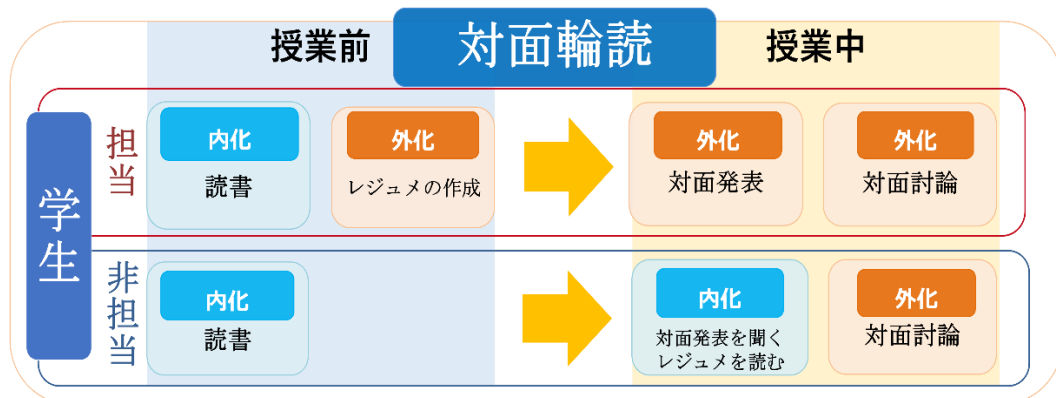 授業前
対面輪読
授業中
学生
担当
内化
読書
外化
レジュメの作成
外化
対面発表
外化
対面討論
非担当
内化
読書
内化
対面発表を聞く
レジュメを読む
外化
対面討論